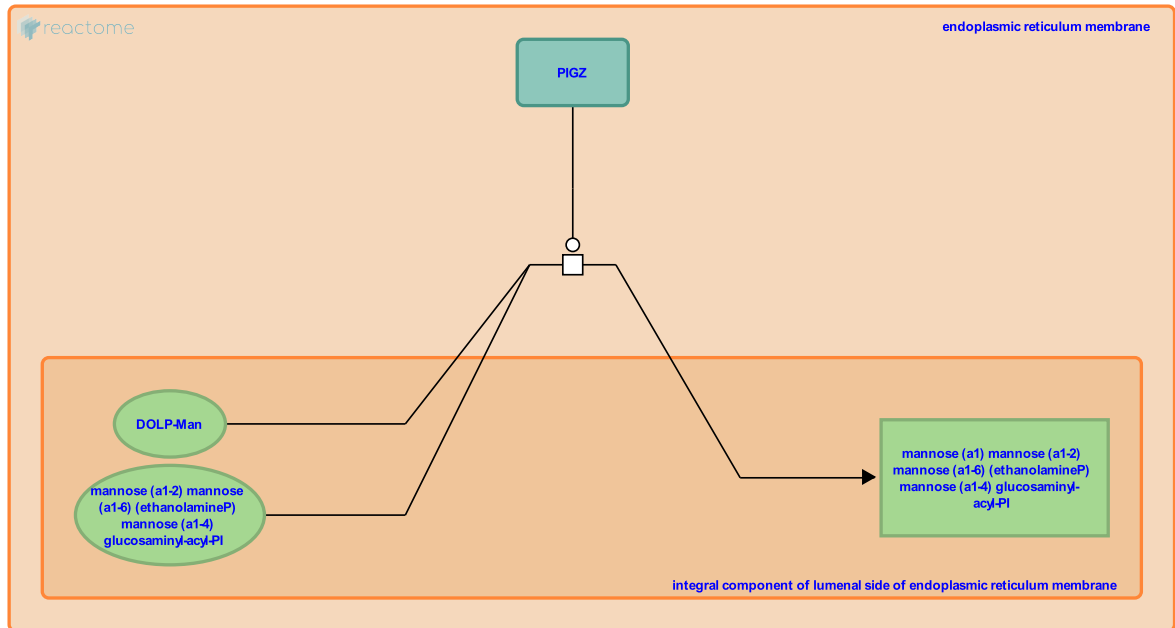 reactome
endoplasmic reticulum membrane
PIGZ
DOLP-Man
mannose (a1-2) mannose
(a1-6) (ethanolamineP)
mannose (a1-4)
glucosaminyl-acyl-PI
mannose (a1) mannose (a1-2)
mannose (a1-6) (ethanolamineP)
mannose (a1-4) glucosaminyl-
acyl-PI
integral component of lumenal side of endoplasmic reticulum membrane